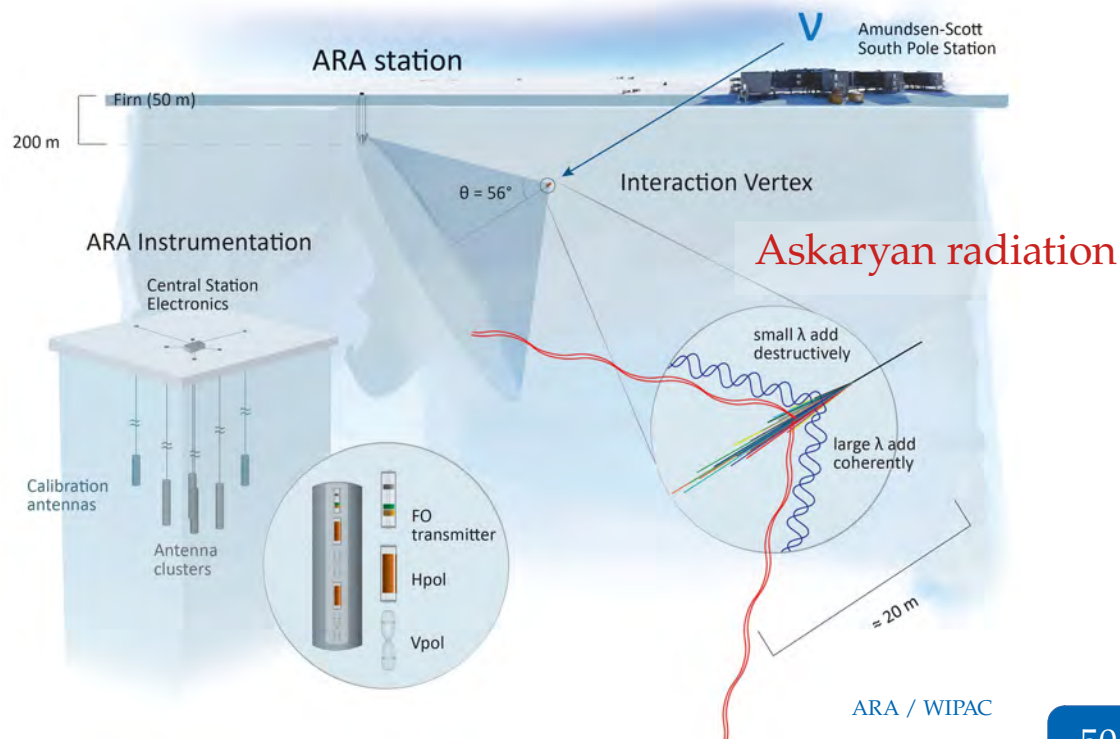 ν
Amundsen-Scott
South Pole Station
ARA station
Firn (50 m)
200 m
θ = 56°
Interaction Vertex
Askaryan radiation
ARA Instrumentation
Central Station
Electronics
small λ add
destructively
large λ add
coherently
Calibration
antennas
Antenna
clusters
FO
transmitter
Hpol
Vpol
≈ 20 m
ARA / WIPAC